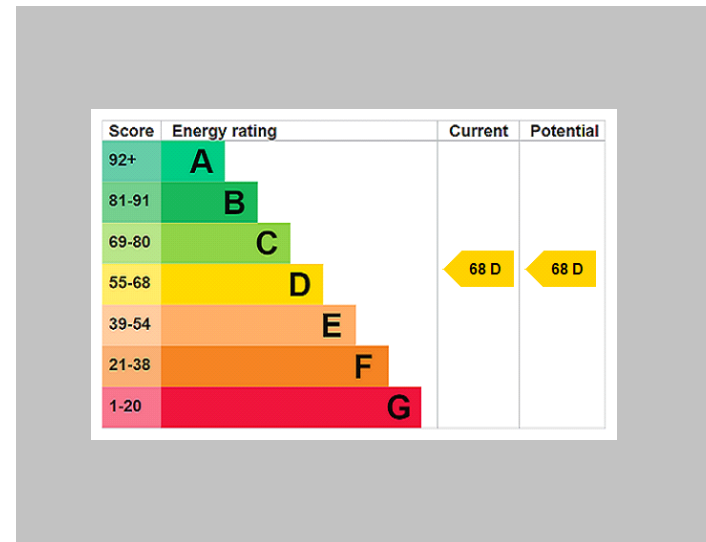 Score Energy rating Current Potential
92+ A
81-91 B
69-80 C
68 D 68 D
55-68 D
39-54 E
21-38 F
1-20 G